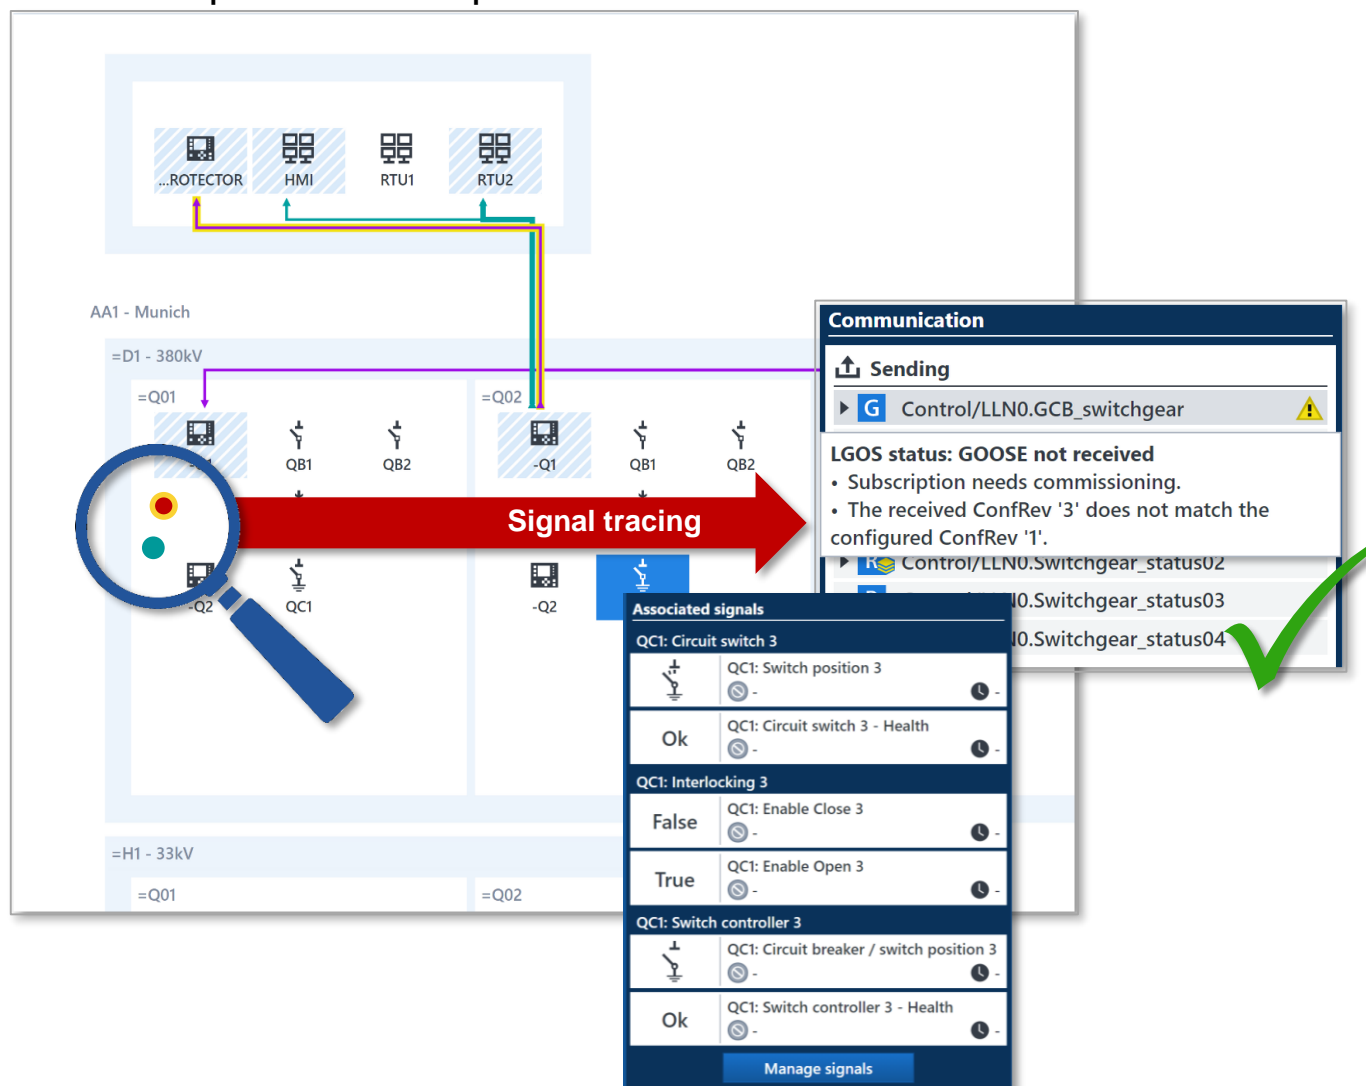 ...ROTECTOR
HMI
RTU1
RTU2
AA1 - Munich
=D1 - 380kV
=Q01
=Q02
QB1
QB2
-Q1
QB1
QB2
-Q2
QC1
-Q2
=H1 - 33kV
=Q01
=Q02
Signal tracing
Communication
Sending
G Control/LLN0.GCB_switchgear
LGOS status: GOOSE not received
• Subscription needs commissioning.
• The received ConfRev '3' does not match the
configured ConfRev '1'.
Control/LLN0.Switchgear_status02
N0.Switchgear_status03
N0.Switchgear_status04
Associated signals
QC1: Circuit switch 3
QC1: Switch position 3
-
-
Ok
QC1: Circuit switch 3 - Health
-
-
QC1: Interlocking 3
False
QC1: Enable Close 3
-
-
True
QC1: Enable Open 3
-
-
QC1: Switch controller 3
QC1: Circuit breaker / switch position 3
-
-
Ok
QC1: Switch controller 3 - Health
-
-
Manage signals